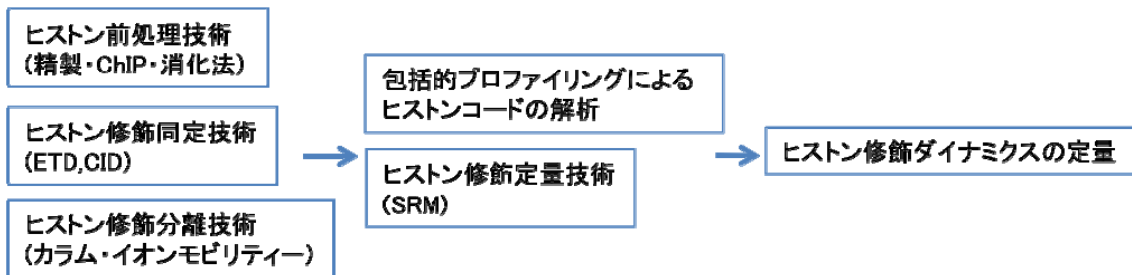 ヒストン前処理技術
(精製・ChIP・消化法)
ヒストン修飾同定技術
(ETD,CID)
ヒストン修飾分離技術
(カラム・イオンモビリティー)
包括的プロファイリングによる
ヒストンコードの解析
ヒストン修飾定量技術
(SRM)
ヒストン修飾ダイナミクスの定量